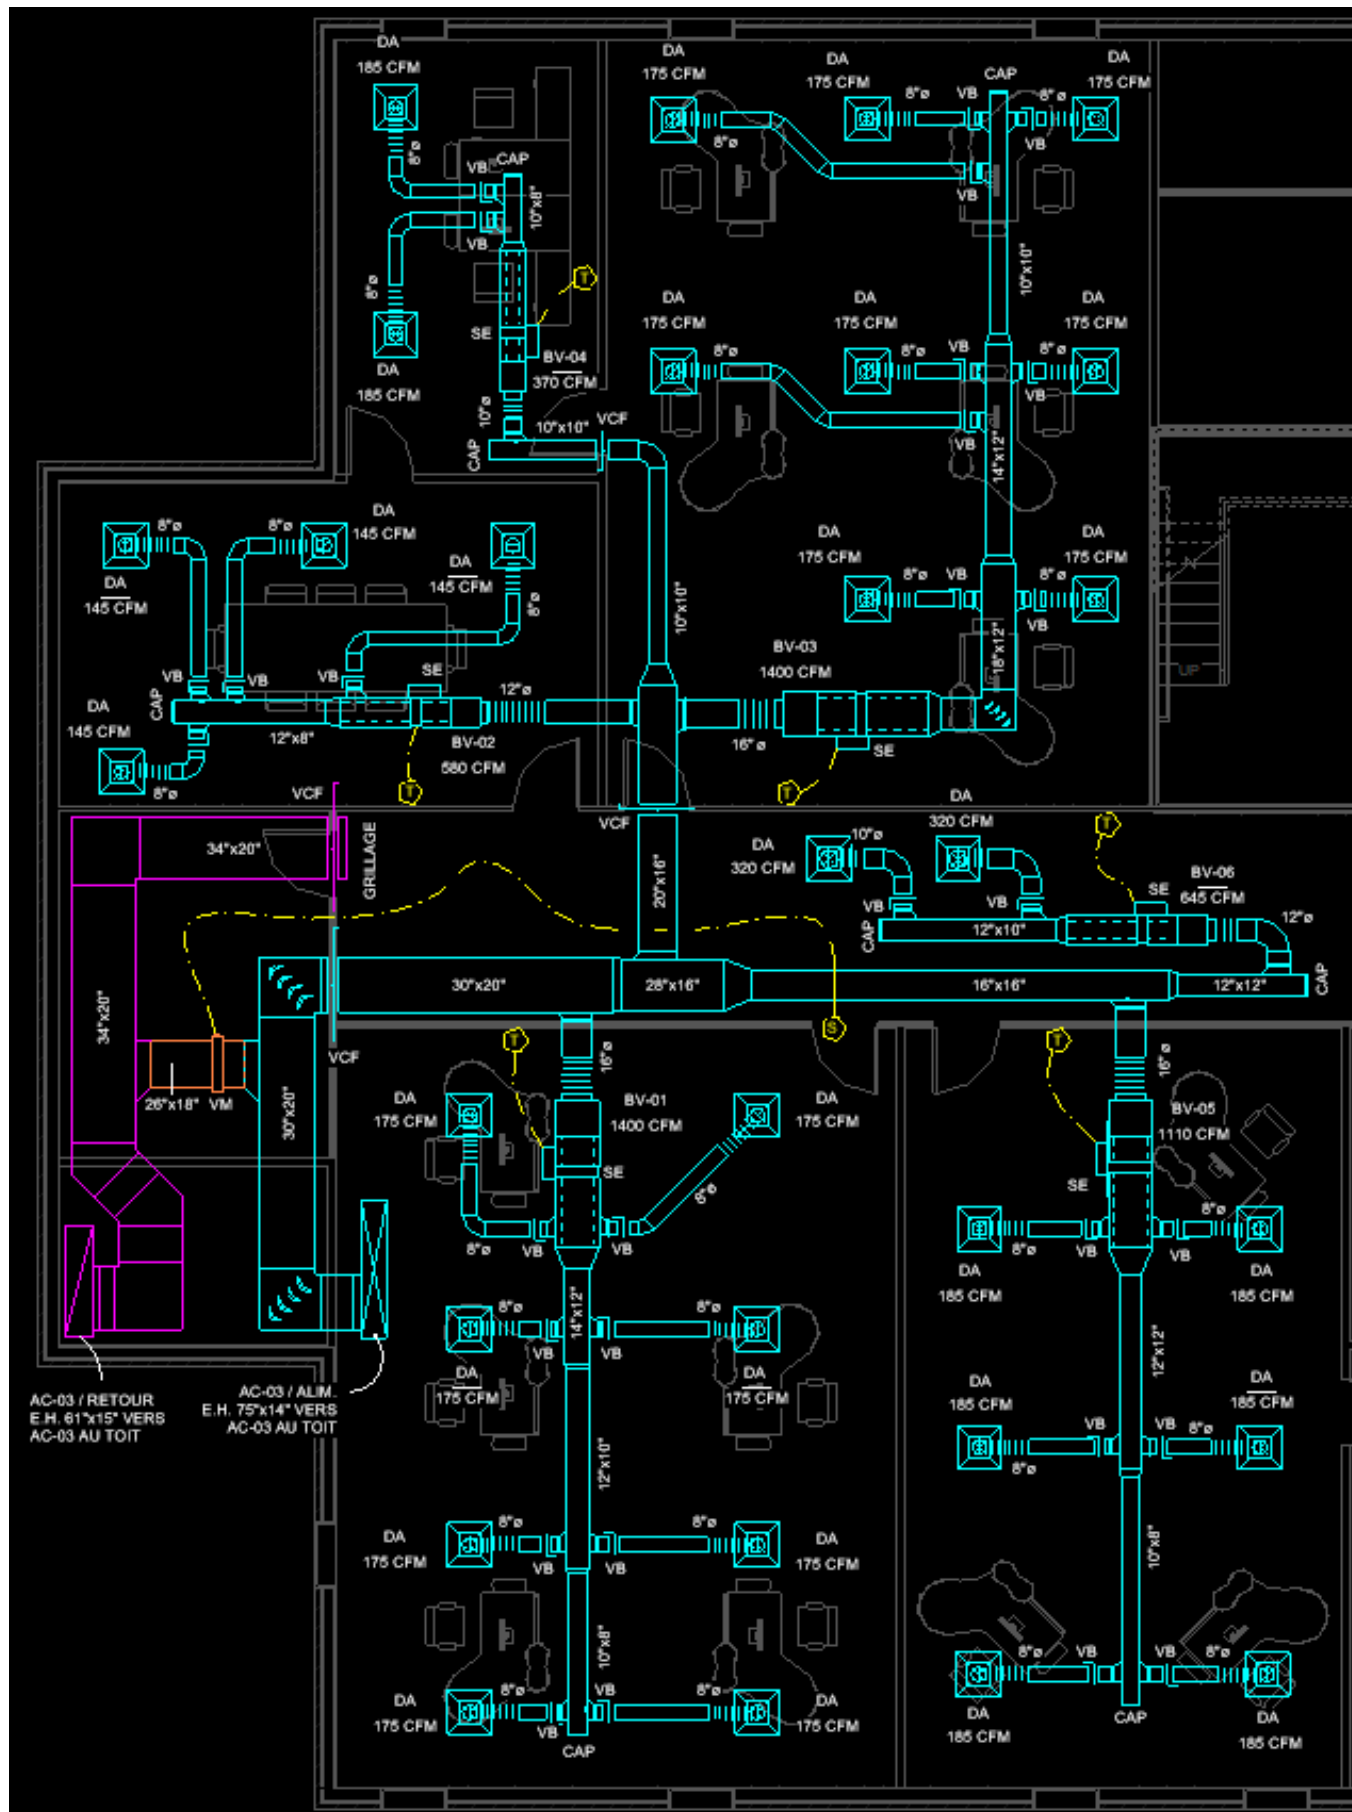 DA
185 CFM
8"ø
VB
CAP
10"x8"
VB
8"ø
DA
185 CFM
SE
T
BV-04
370 CFM
10"ø
10"x10"
VCF
CAP
DA
175 CFM
8"ø
DA
175 CFM
8"ø
VB
CAP
8"ø
DA
175 CFM
VB
VB
10"x10"
DA
175 CFM
8"ø
DA
175 CFM
8"ø
VB
8"ø
DA
175 CFM
VB
VB
14"x12"
DA
175 CFM
8"ø
VB
8"ø
DA
175 CFM
VB
18"x12"
UP
8"ø
8"ø
DA
145 CFM
DA
145 CFM
DA
145 CFM
8"ø
VB
VB
VB
SE
CAP
DA
145 CFM
8"ø
12"x8"
12"ø
BV-02
580 CFM
T
10"x10"
BV-03
1400 CFM
16"ø
SE
T
VCF
VCF
34"x20"
GRILLAGE
20"x16"
DA
320 CFM
10"ø
DA
320 CFM
T
BV-06
645 CFM
SE
VB
VB
CAP
12"x10"
12"ø
34"x20"
30"x20"
28"x16"
16"x16"
12"x12"
CAP
26"x18"
VM
VCF
30"x20"
S
T
16"ø
DA
175 CFM
BV-01
1400 CFM
DA
175 CFM
SE
8"ø
8"ø
VB
VB
14"x12"
8"ø
8"ø
VB
VB
DA
175 CFM
DA
175 CFM
12"x10"
DA
175 CFM
8"ø
8"ø
VB
VB
DA
175 CFM
10"x8"
DA
175 CFM
8"ø
VB
VB
8"ø
DA
175 CFM
CAP
T
16"ø
BV-05
1110 CFM
SE
8"ø
8"ø
VB
VB
DA
185 CFM
DA
185 CFM
12"x12"
DA
185 CFM
DA
185 CFM
VB
VB
8"ø
8"ø
10"x8"
8"ø
VB
VB
8"ø
DA
185 CFM
CAP
DA
185 CFM
AC-03 / RETOUR
E.H. 61"x15" VERS
AC-03 AU TOIT
AC-03 / ALIM.
E.H. 75"x14" VERS
AC-03 AU TOIT